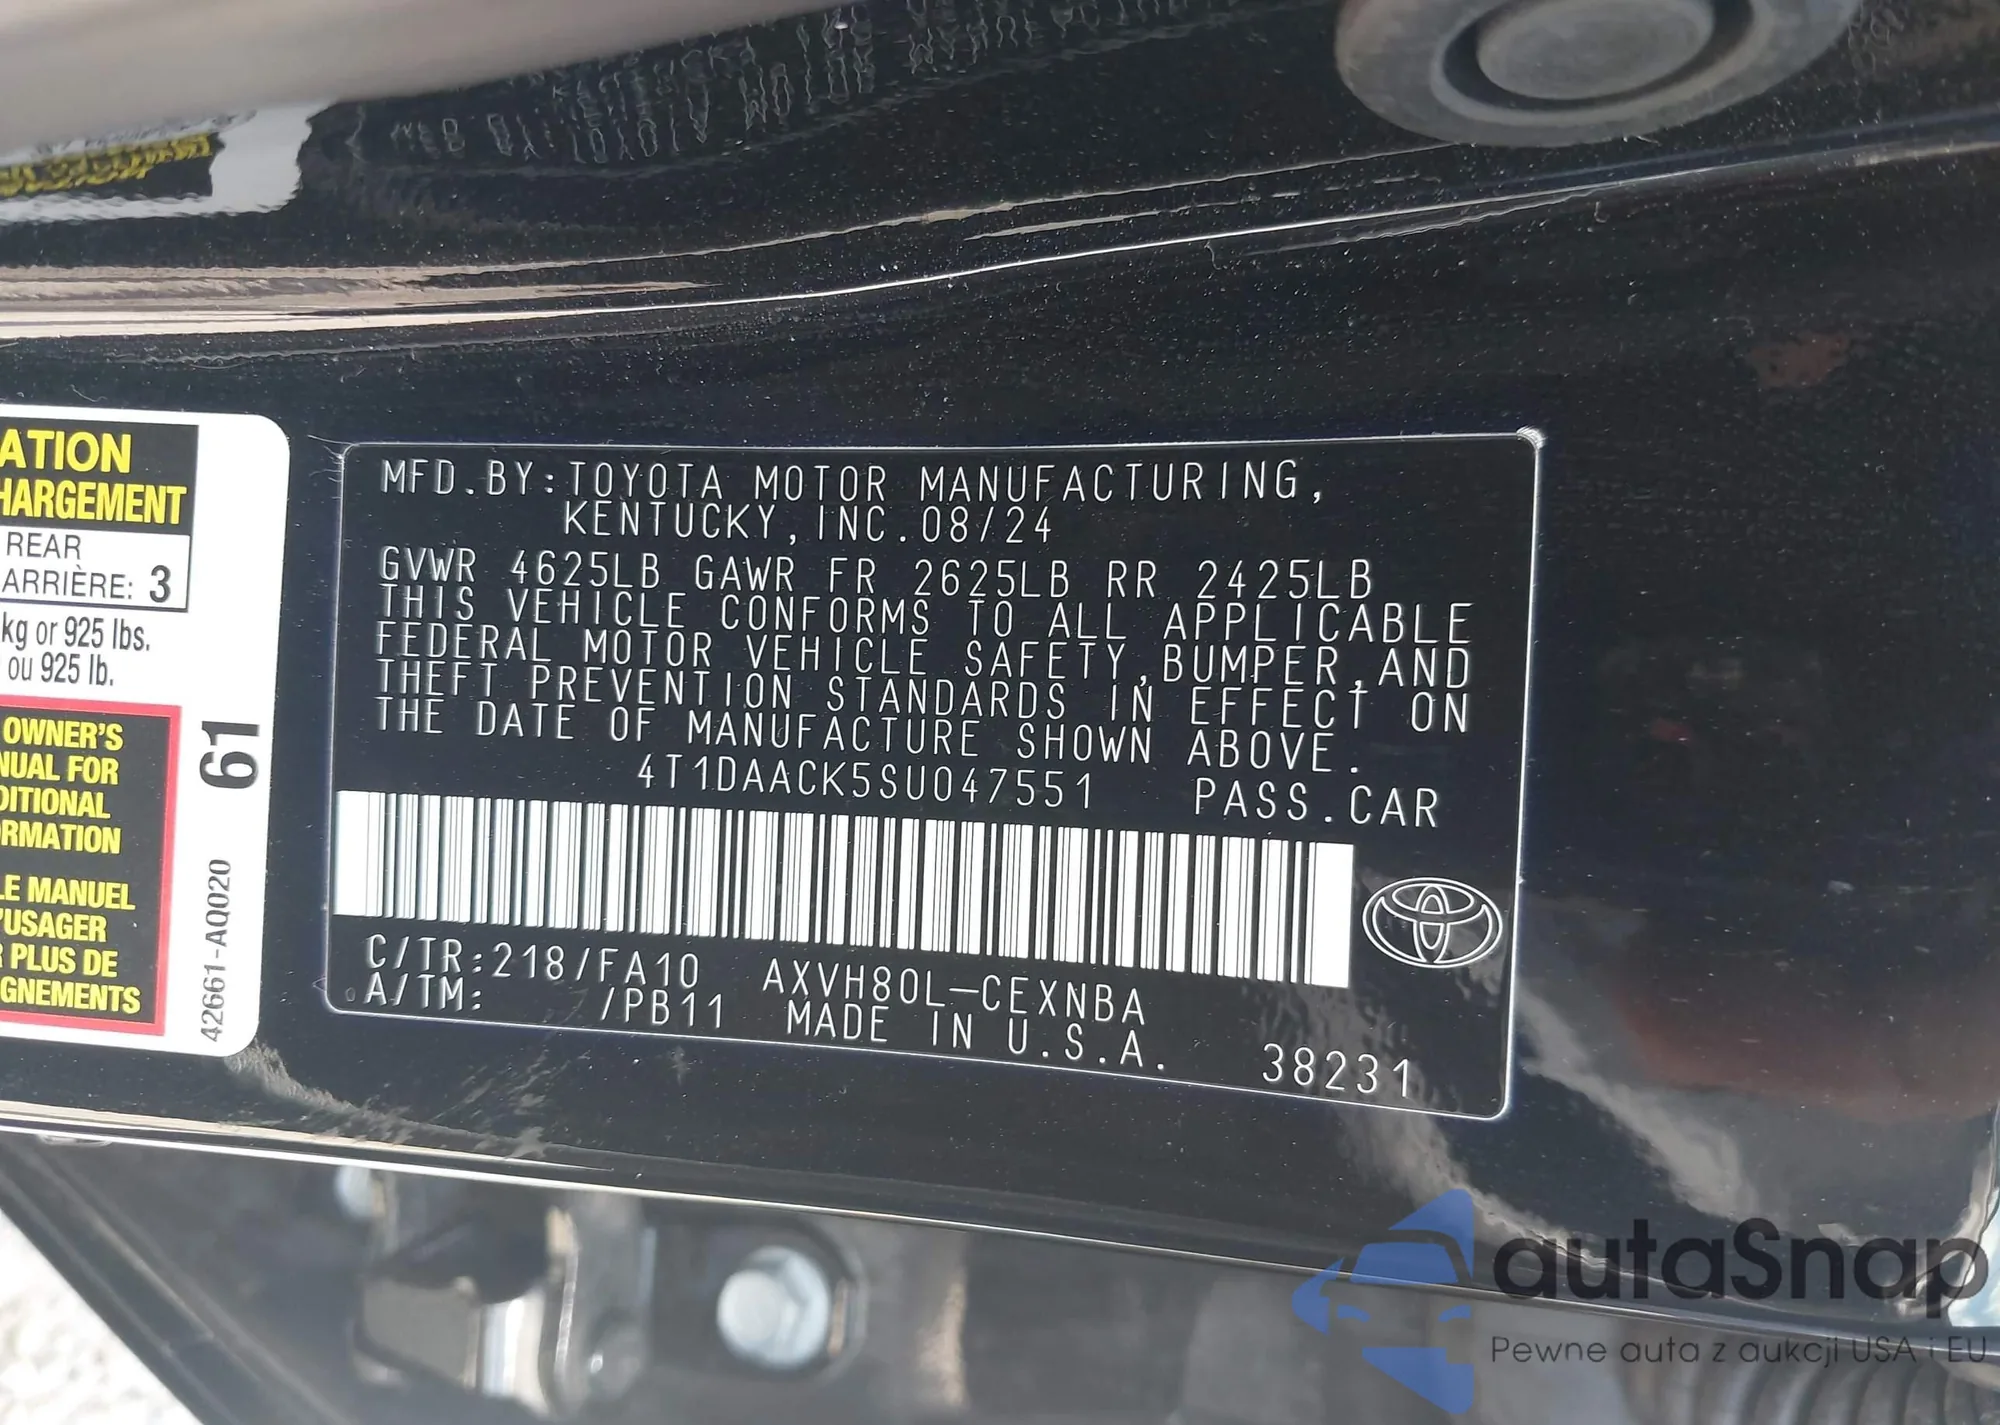 ATION
HARGEMENT
REAR
ARRIÈRE: 3
kg or 925 lbs.
ou 925 lb.
OWNER'S
NUAL FOR
DITIONAL
ORMATION
LE MANUEL
'USAGER
R PLUS DE
GNEMENTS
61
42661-AQ020
MFD.BY:TOYOTA MOTOR MANUFACTURING,
KENTUCKY,INC.08/24
GVWR 4625LB GAWR FR 2625LB RR 2425LB
THIS VEHICLE CONFORMS TO ALL APPLICABLE
FEDERAL MOTOR VEHICLE SAFETY,BUMPER,AND
THEFT PREVENTION STANDARDS IN EFFECT ON
THE DATE OF MANUFACTURE SHOWN ABOVE.
4T1DAACK5SU047551 PASS.CAR
C/TR:218/FA10 AXVH80L-CEXNBA
A/TM: /PB11 MADE IN U.S.A. 38231
autaSnap
Pewne auta z aukcji USA i EU